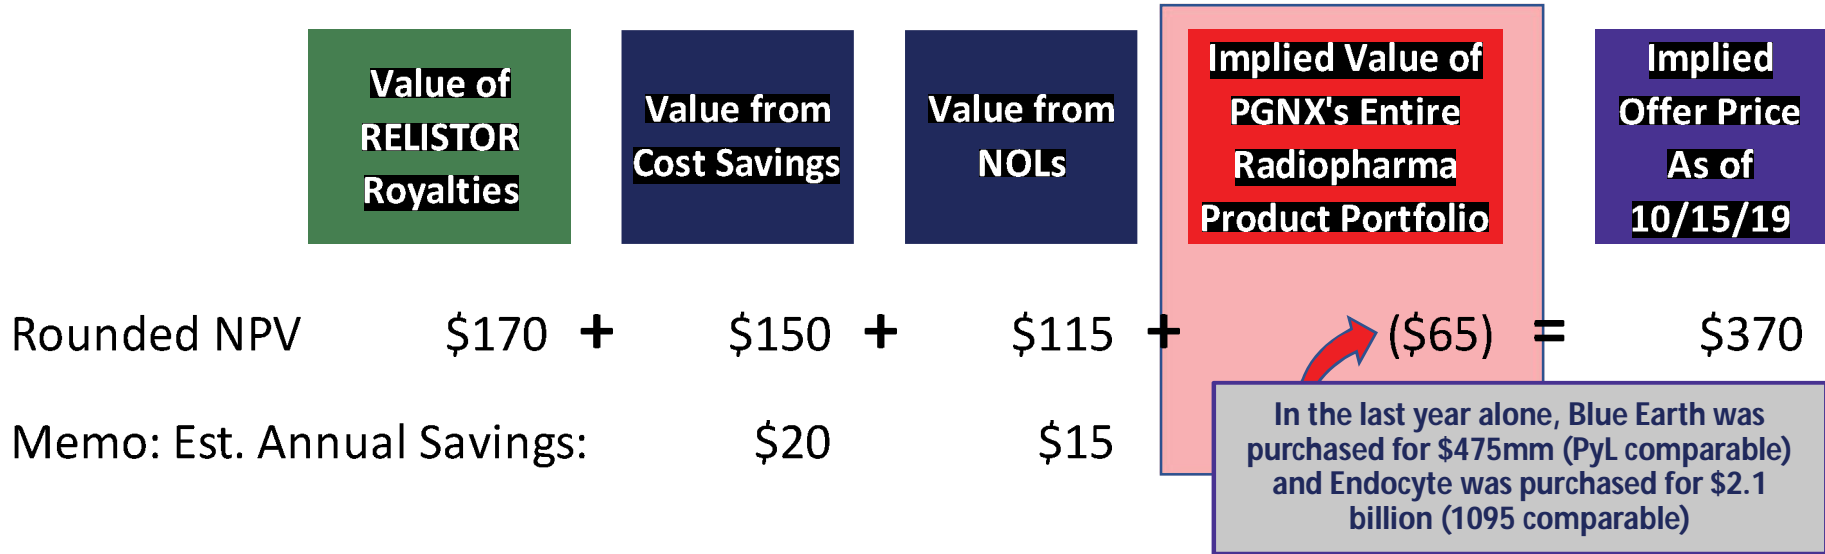 Value of
RELISTOR
Royalties
Value from
Cost Savings
Value from
NOLs
Implied Value of
PGNX's Entire
Radiopharma
Product Portfolio
Implied
Offer Price
As of
10/15/19
Rounded NPV $170 + $150 + $115 + ($65) = $370
Memo: Est. Annual Savings: $20 $15
In the last year alone, Blue Earth was
purchased for $475mm (PyL comparable)
and Endocyte was purchased for $2.1
billion (1095 comparable)